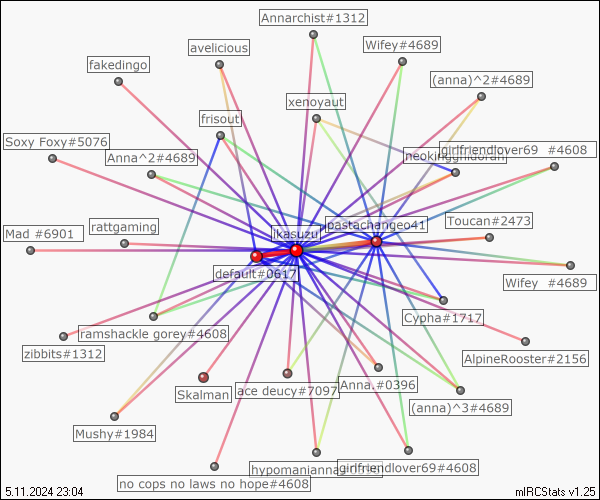 Annarchist#1312
Wifey#4689
avelicious
fakedingo
(anna)^2#4689
xenoyaut
frisout
Soxy Foxy#5076
Anna^2#4689
girlfriendlover69 #4608
neokingghidorah
Toucan#2473
pastachangeo41
ikasuzu
Mad #6901
rattgaming
default#0617
Wifey #4689
Cypha#1717
ramshackle gorey#4608
zibbits#1312
AlpineRooster#2156
Skalman
ace deucy#7097
Anna,#0396
(anna)^3#4689
Mushy#1984
girlfriendlover69#4608
no cops no laws no hope#4608
5.11.2024 23:04
mIRCStats v1.25